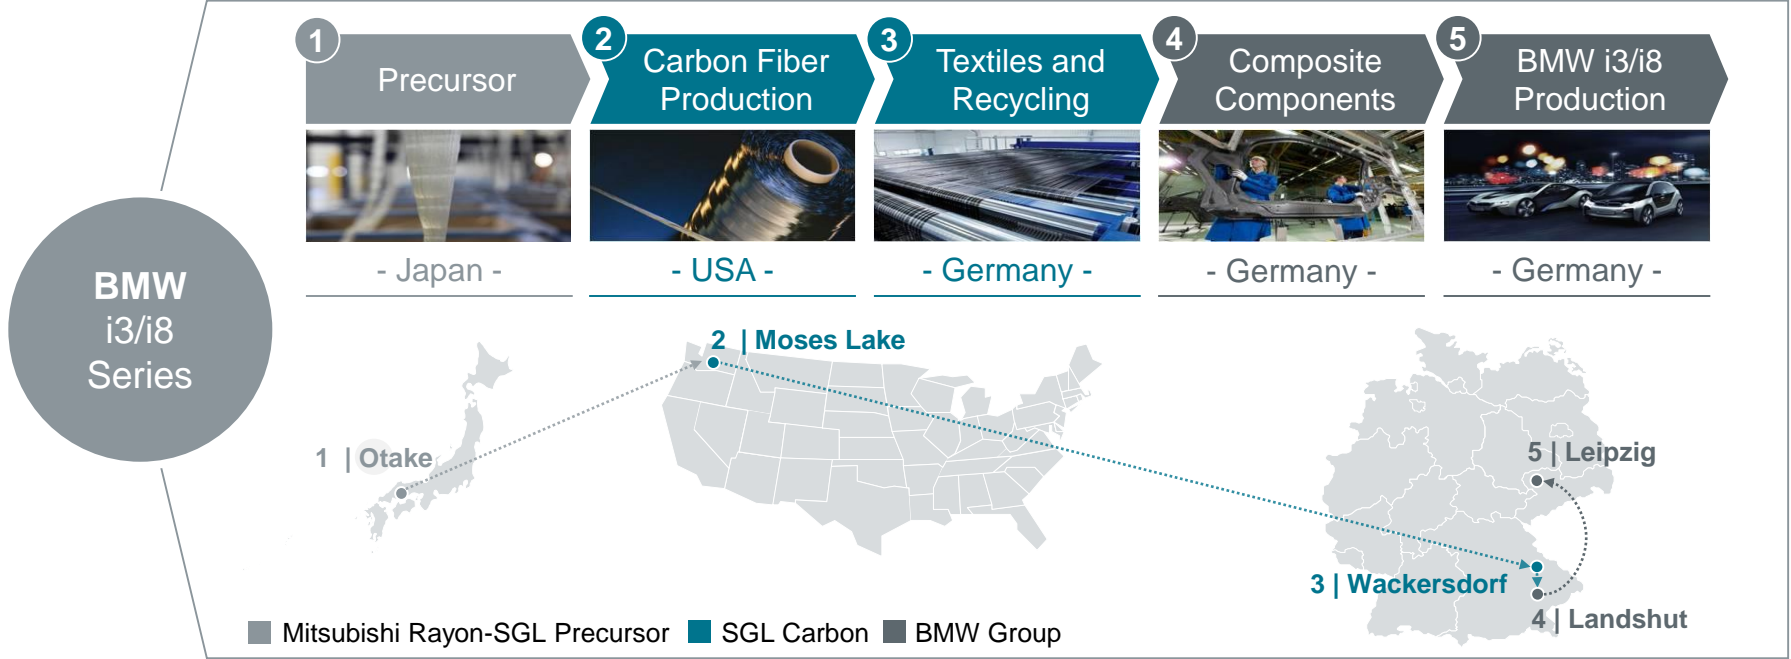 1
Precursor
2
Carbon Fiber
Production
3
Textiles and
Recycling
4
Composite
Components
5
BMW i3/i8
Production
- Japan -
- USA -
- Germany -
- Germany -
- Germany -
BMW
i3/i8
Series
2 | Moses Lake
1 | Otake
5 | Leipzig
3 | Wackersdorf
4 | Landshut
Mitsubishi Rayon-SGL Precursor
SGL Carbon
BMW Group